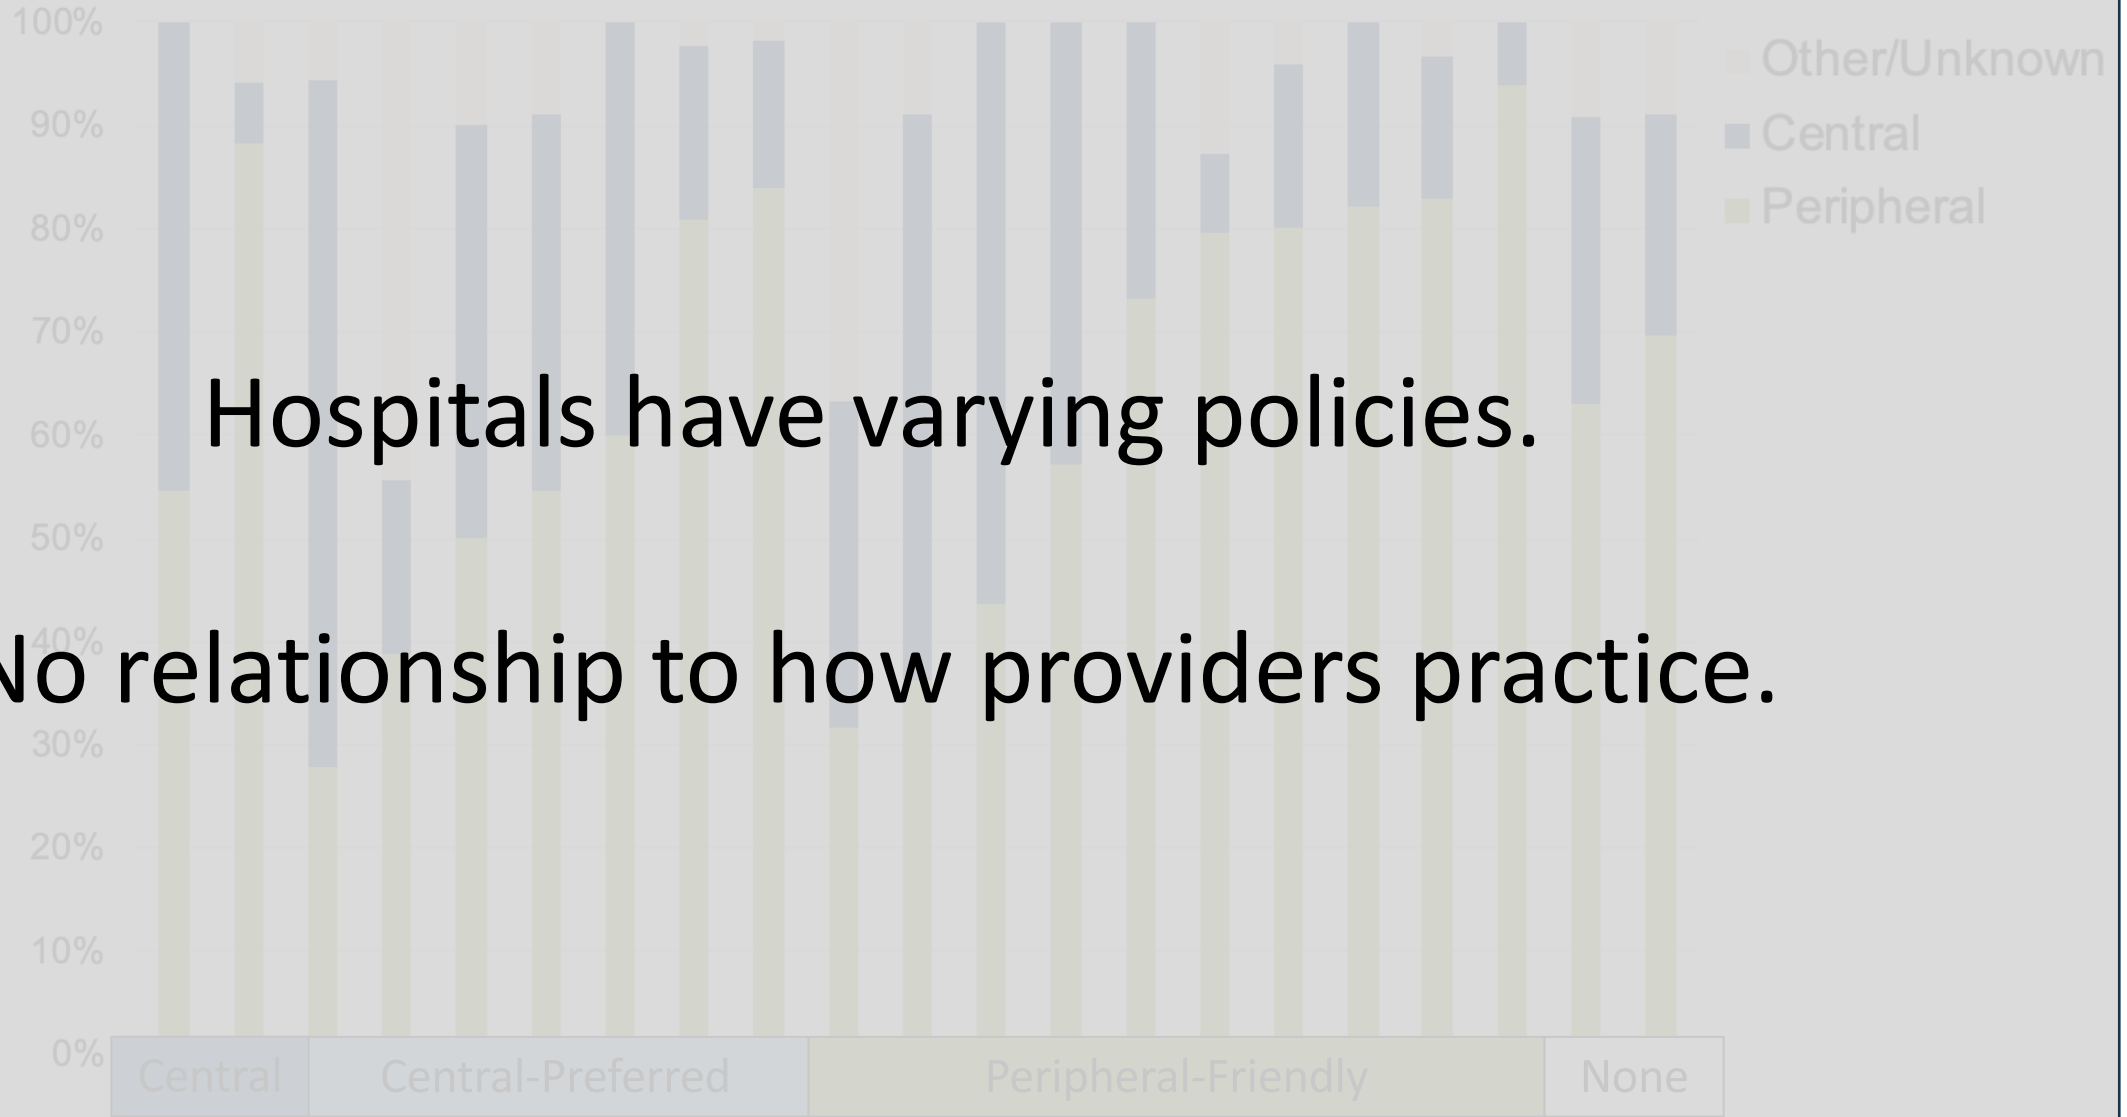 100%
90%
80%
70%
60%
50%
40%
30%
20%
10%
0%
Other/Unknown
Central
Peripheral
Hospitals have varying policies.
No relationship to how providers practice.
Central
Central-Preferred
Peripheral-Friendly
None